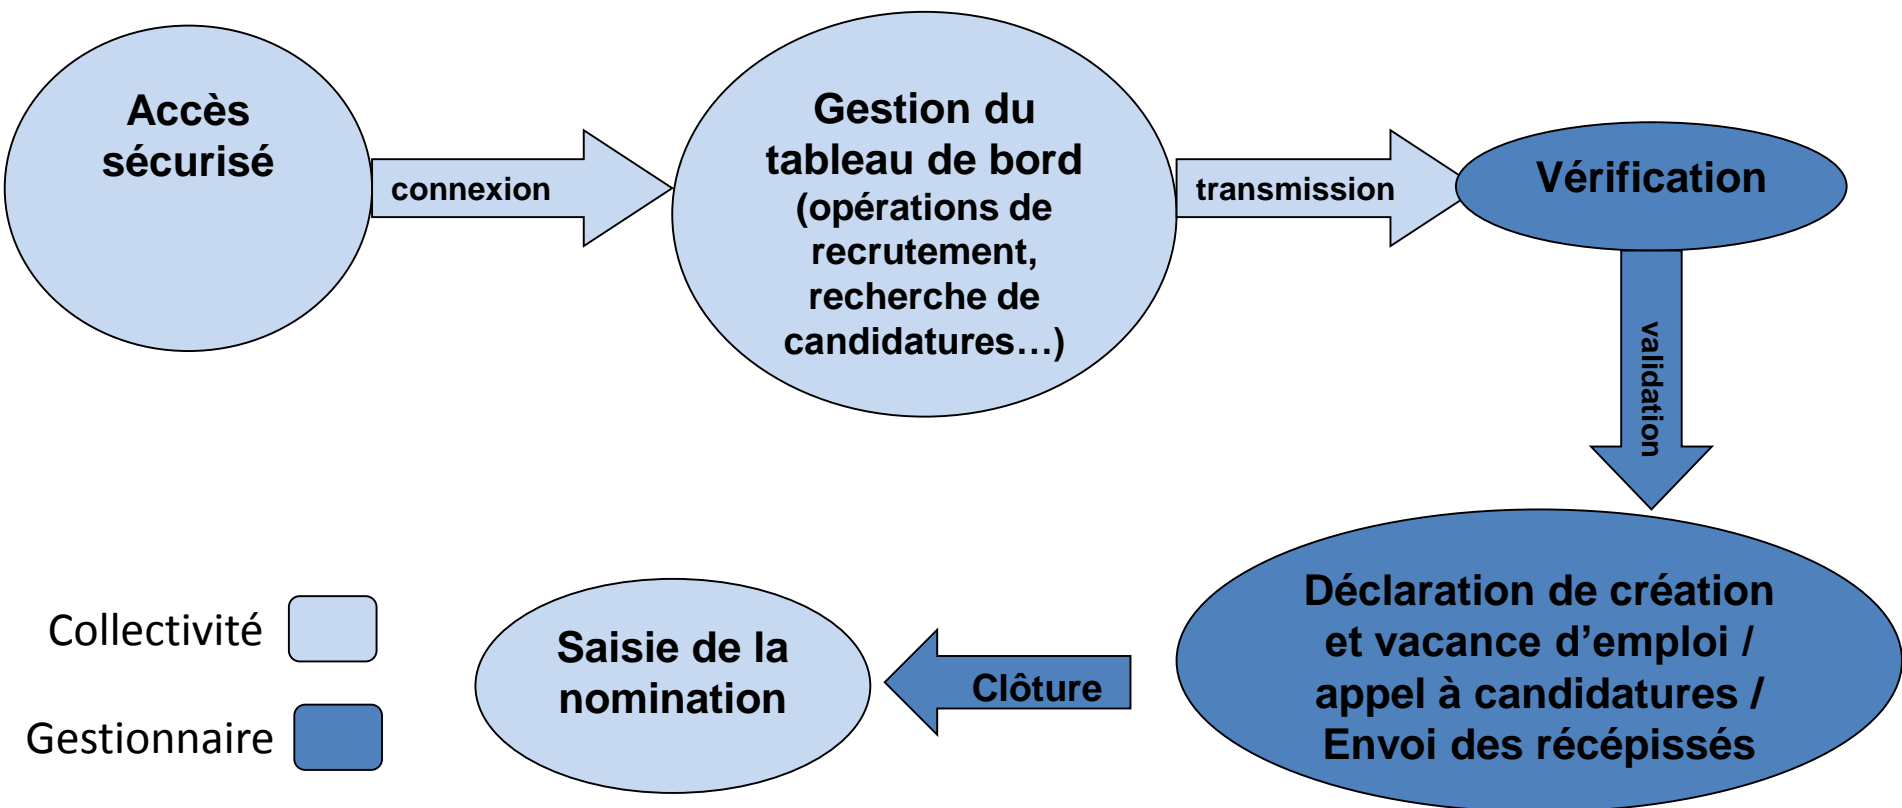 Accès
sécurisé
connexion
Gestion du
tableau de bord
(opérations de
recrutement,
recherche de
candidatures…)
transmission
Vérification
validation
Déclaration de création
et vacance d’emploi /
appel à candidatures /
Envoi des récépissés
Clôture
Saisie de la
nomination
Collectivité
Gestionnaire